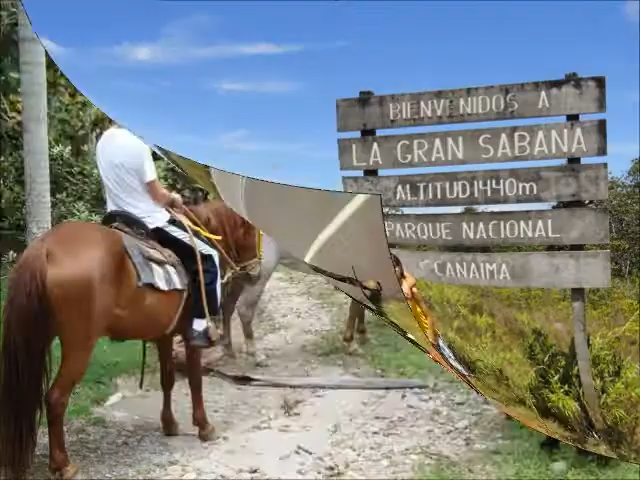 BIENVENIDOS A
LA GRAN SABANA
ALTITUD 1440m
PARQUE NACIONAL
CANAIMA